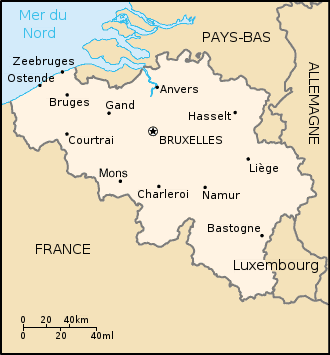 Mer du
Nord
PAYS-BAS
Zeebruges
Ostende
ALLEMAGNE
Anvers
Bruges
Gand
Hasselt
Courtrai
BRUXELLES
Liège
Mons
Charleroi
Namur
Bastogne
FRANCE
Luxembourg
0 20 40km
0 20 40ml